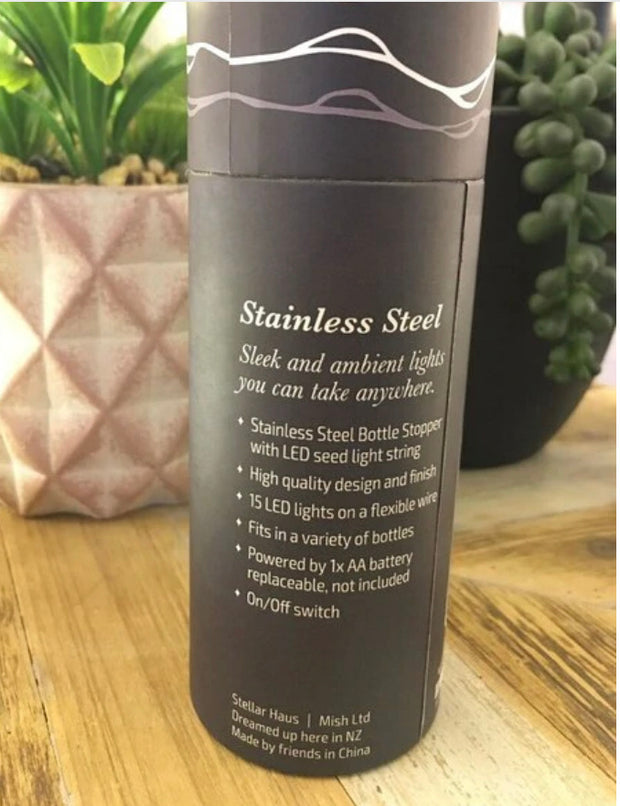 Stainless Steel
Sleek and ambient lights
you can take anywhere.
Stainless Steel Bottle Stopper
with LED seed light string
High quality design and finish
15 LED lights on a flexible wire
Fits in a variety of bottles
Powered by 1x AA battery
replaceable, not included
On/Off switch
Stellar Haus | Mish Ltd
Dreamed up here in NZ
Made by friends in China